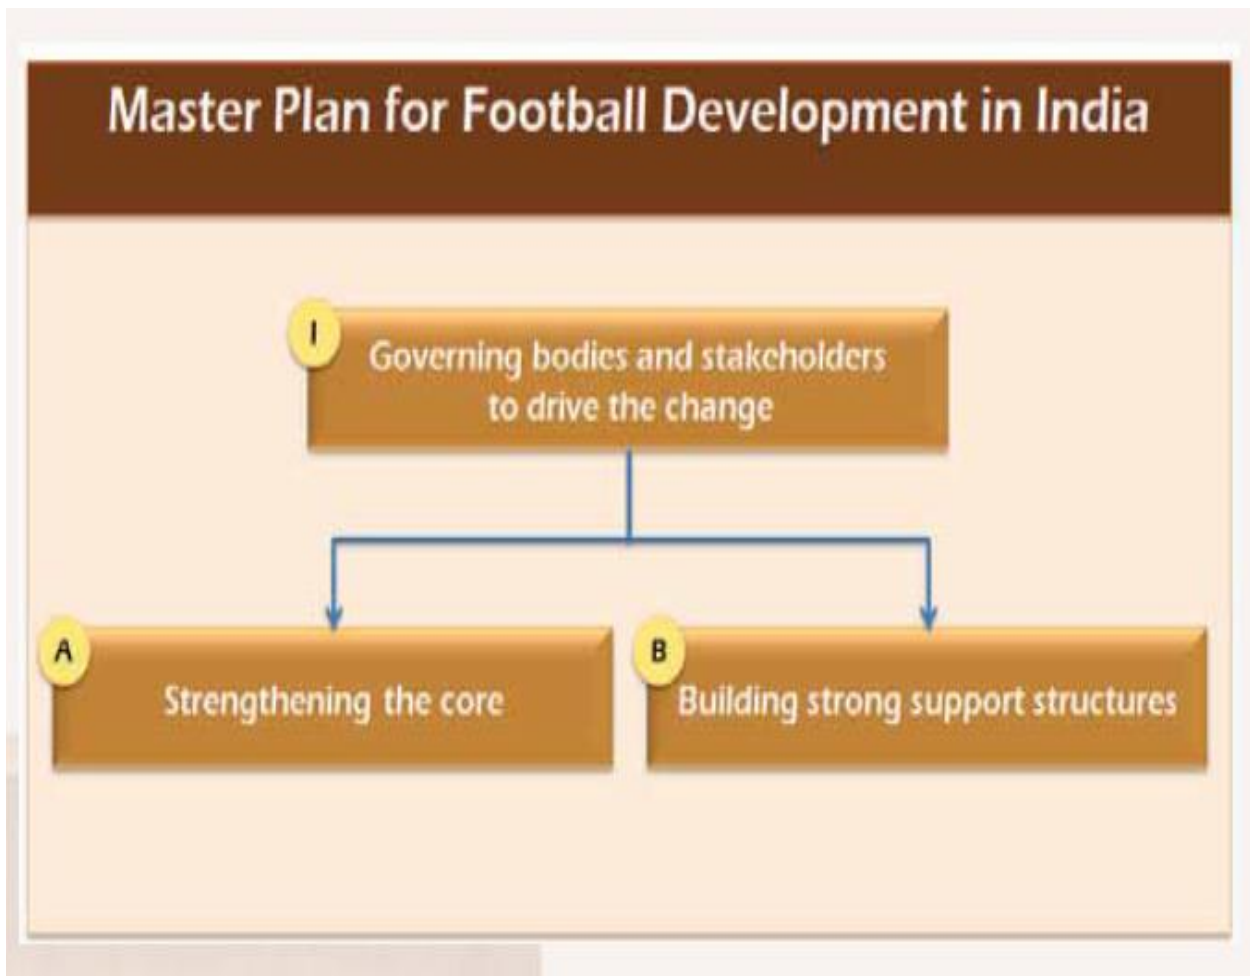 Master Plan for Football Development in India
I
Governing bodies and stakeholders
to drive the change
A
Strengthening the core
B
Building strong support structures